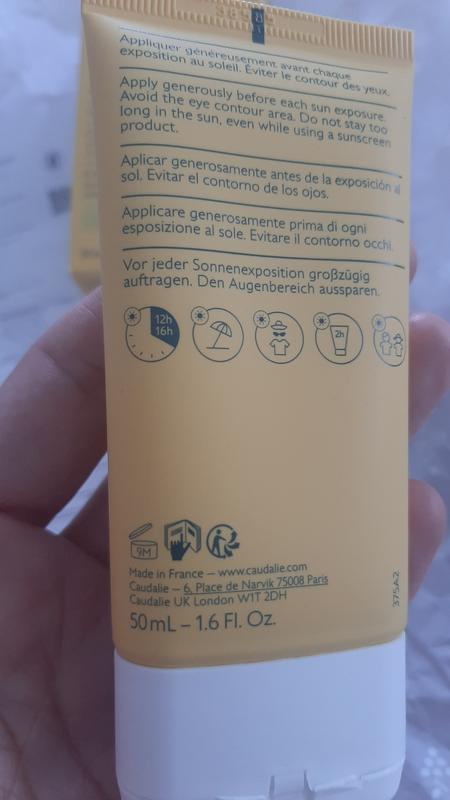 Appliquer généreusement avant chaque
exposition au soleil. Éviter le contour des yeux.
Apply generously before each sun exposure.
Avoid the eye contour area. Do not stay too
long in the sun, even while using a sunscreen
product.
Aplicar generosamente antes de la exposición al
sol. Evitar el contorno de los ojos.
Applicare generosamente prima di ogni
esposizione al sole. Evitare il contorno occhi.
Vor jeder Sonnenexposition großzügig
auftragen. Den Augenbereich aussparen.
12h
16h
2h
9M
Made in France – www.caudalie.com
Caudalie – 6, Place de Narvik 75008 Paris
Caudalie UK London W1T 2DH
50 mL – 1.6 Fl. Oz.
375A2